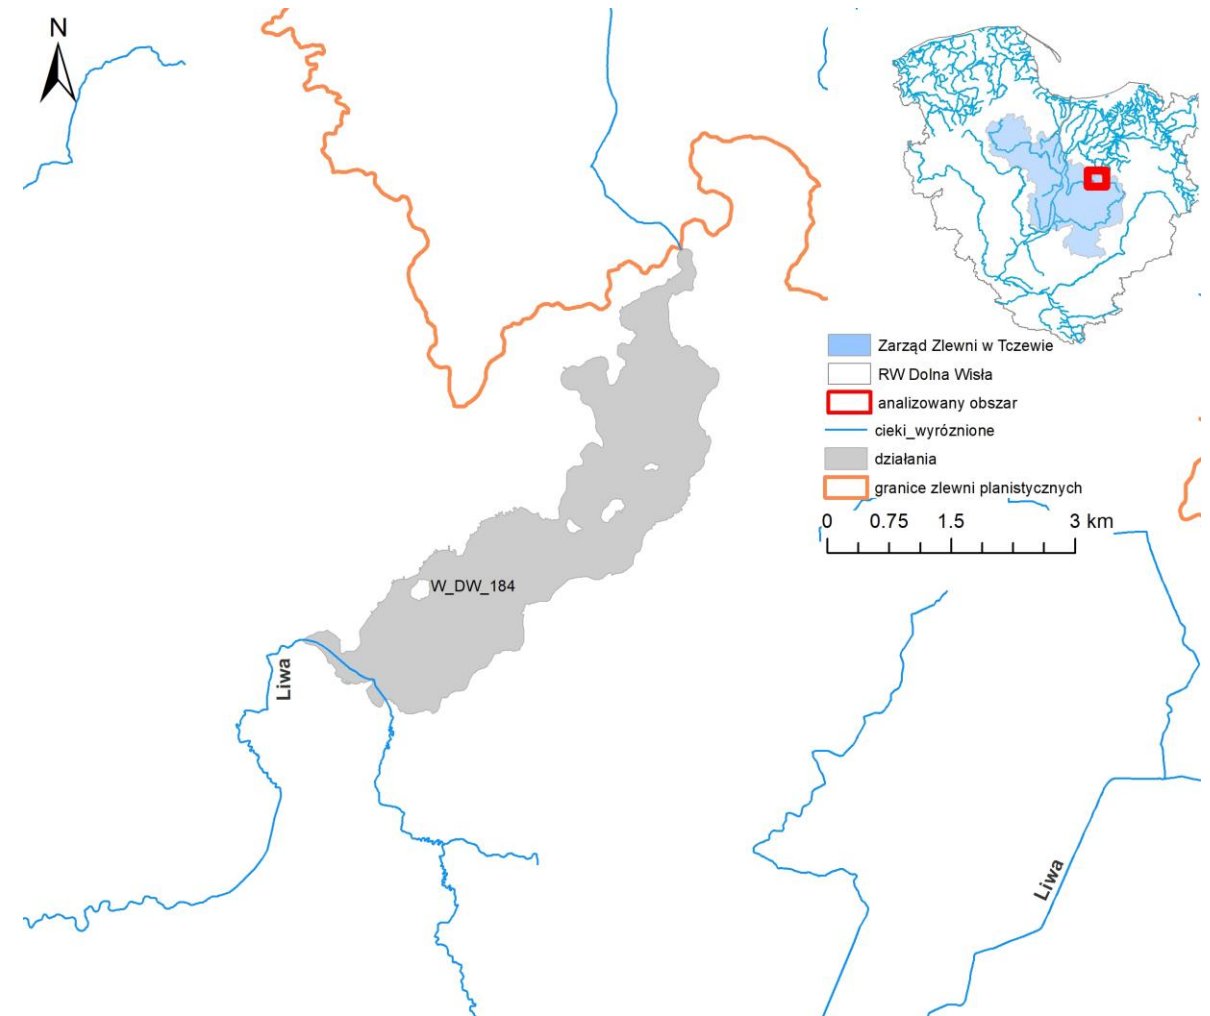 N
Zarząd Zlewni w Tczewie
RW Dolna Wisła
analizowany obszar
cieki_wyróznione
działania
granice zlewni planistycznych
0 0.75 1.5 3 km
W_DW_184
Liwa
Liwa